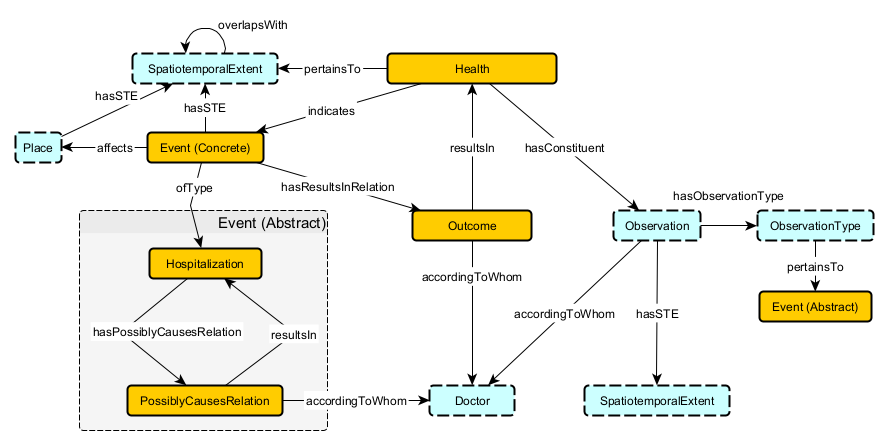 overlapsWith
SpatiotemporalExtent
pertainsTo
Health
hasSTE
hasSTE
indicates
Place
affects
Event (Concrete)
resultsIn
hasConstituent
ofType
hasResultsInRelation
hasObservationType
Event (Abstract)
Outcome
Observation
ObservationType
Hospitalization
accordingToWhom
pertainsTo
Event (Abstract)
hasPossiblyCausesRelation
resultsIn
accordingToWhom
hasSTE
PossiblyCausesRelation
accordingToWhom
Doctor
SpatiotemporalExtent